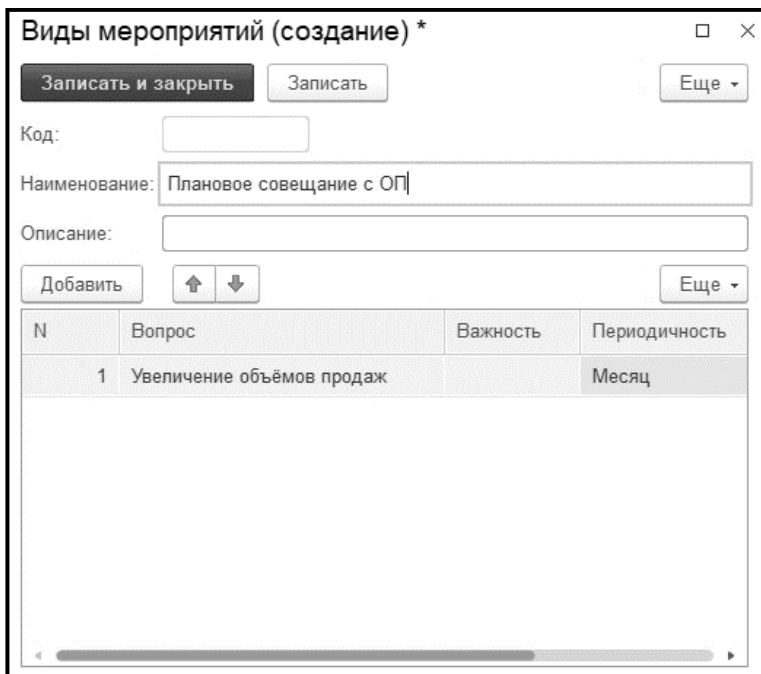 Виды мероприятий (создание) *
Записать и закрыть Записать Еще
Код:
Наименование: Плановое совещание с ОП
Описание:
Добавить Еще
N Вопрос Важность Периодичность
1 Увеличение объёмов продаж Месяц